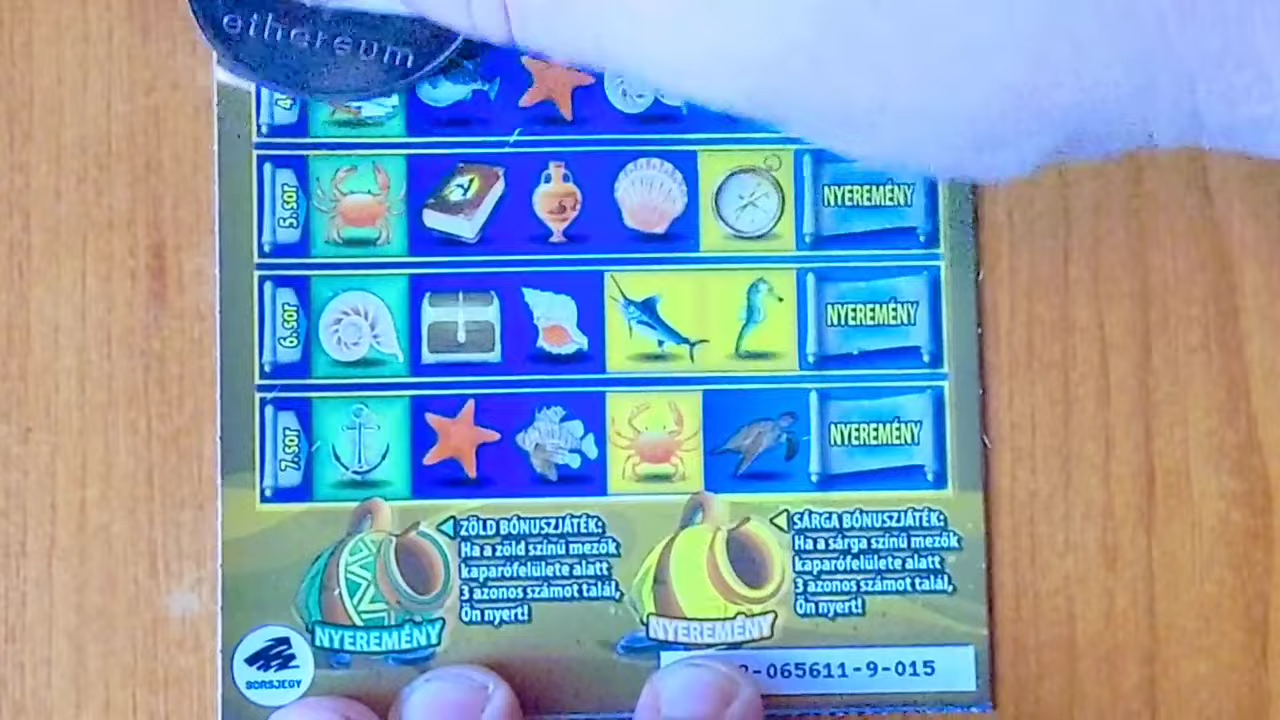 ethereum
4.
5.sor
NYEREMÉNY
6.sor
NYEREMÉNY
7.sor
NYEREMÉNY
ZÖLD BÓNUSZJÁTÉK:
Ha a zöld színű mezők
kaparófelülete alatt
3 azonos számot talál,
Ön nyert!
NYEREMÉNY
SÁRGA BÓNUSZJÁTÉK:
Ha a sárga színű mezők
kaparófelülete alatt
3 azonos számot talál,
Ön nyert!
NYEREMÉNY
SORSJEGY
-065611-9-015